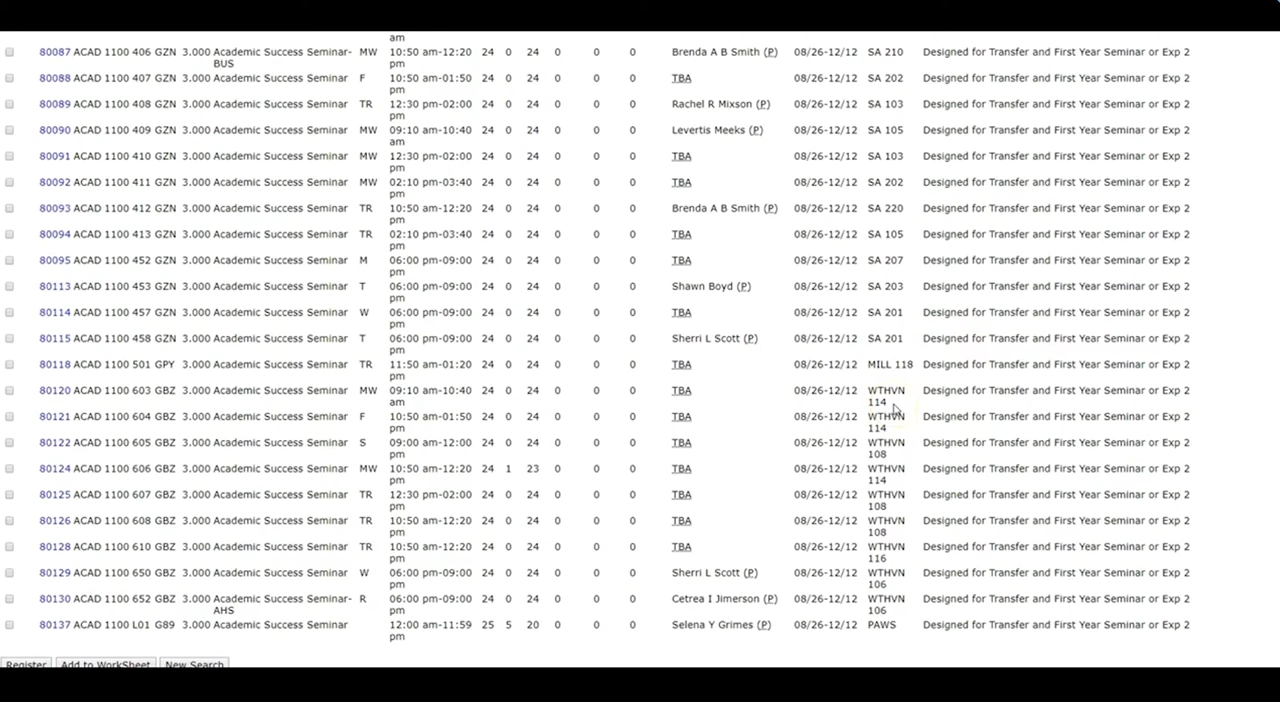 am
80087 ACAD 1100 406 GZN 3.000 Academic Success Seminar- MW 10:50 am-12:20 24 0 24 0 0 0 Brenda A B Smith (P) 08/26-12/12 SA 210 Designed for Transfer and First Year Seminar or Exp 2
BUS pm
80088 ACAD 1100 407 GZN 3.000 Academic Success Seminar F 10:50 am-01:50 24 0 24 0 0 0 TBA 08/26-12/12 SA 202 Designed for Transfer and First Year Seminar or Exp 2
pm
80089 ACAD 1100 408 GZN 3.000 Academic Success Seminar TR 12:30 pm-02:00 24 0 24 0 0 0 Rachel R Mixson (P) 08/26-12/12 SA 103 Designed for Transfer and First Year Seminar or Exp 2
pm
80090 ACAD 1100 409 GZN 3.000 Academic Success Seminar MW 09:10 am-10:40 24 0 24 0 0 0 Levertis Meeks (P) 08/26-12/12 SA 105 Designed for Transfer and First Year Seminar or Exp 2
am
80091 ACAD 1100 410 GZN 3.000 Academic Success Seminar MW 12:30 pm-02:00 24 0 24 0 0 0 TBA 08/26-12/12 SA 103 Designed for Transfer and First Year Seminar or Exp 2
pm
80092 ACAD 1100 411 GZN 3.000 Academic Success Seminar MW 02:10 pm-03:40 24 0 24 0 0 0 TBA 08/26-12/12 SA 202 Designed for Transfer and First Year Seminar or Exp 2
pm
80093 ACAD 1100 412 GZN 3.000 Academic Success Seminar TR 10:50 am-12:20 24 0 24 0 0 0 Brenda A B Smith (P) 08/26-12/12 SA 220 Designed for Transfer and First Year Seminar or Exp 2
pm
80094 ACAD 1100 413 GZN 3.000 Academic Success Seminar TR 02:10 pm-03:40 24 0 24 0 0 0 TBA 08/26-12/12 SA 105 Designed for Transfer and First Year Seminar or Exp 2
pm
80095 ACAD 1100 452 GZN 3.000 Academic Success Seminar M 06:00 pm-09:00 24 0 24 0 0 0 TBA 08/26-12/12 SA 207 Designed for Transfer and First Year Seminar or Exp 2
pm
80113 ACAD 1100 453 GZN 3.000 Academic Success Seminar T 06:00 pm-09:00 24 0 24 0 0 0 Shawn Boyd (P) 08/26-12/12 SA 203 Designed for Transfer and First Year Seminar or Exp 2
pm
80114 ACAD 1100 457 GZN 3.000 Academic Success Seminar W 06:00 pm-09:00 24 0 24 0 0 0 TBA 08/26-12/12 SA 201 Designed for Transfer and First Year Seminar or Exp 2
pm
80115 ACAD 1100 458 GZN 3.000 Academic Success Seminar T 06:00 pm-09:00 24 0 24 0 0 0 Sherri L Scott (P) 08/26-12/12 SA 201 Designed for Transfer and First Year Seminar or Exp 2
pm
80118 ACAD 1100 501 GPY 3.000 Academic Success Seminar TR 11:50 am-01:20 24 0 24 0 0 0 TBA 08/26-12/12 MILL 118 Designed for Transfer and First Year Seminar or Exp 2
pm
80120 ACAD 1100 603 GBZ 3.000 Academic Success Seminar MW 09:10 am-10:40 24 0 24 0 0 0 TBA 08/26-12/12 WTHVN Designed for Transfer and First Year Seminar or Exp 2
am 114
80121 ACAD 1100 604 GBZ 3.000 Academic Success Seminar F 10:50 am-01:50 24 0 24 0 0 0 TBA 08/26-12/12 WTHVN Designed for Transfer and First Year Seminar or Exp 2
pm 114
80122 ACAD 1100 605 GBZ 3.000 Academic Success Seminar S 09:00 am-12:00 24 0 24 0 0 0 TBA 08/26-12/12 WTHVN Designed for Transfer and First Year Seminar or Exp 2
pm 108
80124 ACAD 1100 606 GBZ 3.000 Academic Success Seminar MW 10:50 am-12:20 24 1 23 0 0 0 TBA 08/26-12/12 WTHVN Designed for Transfer and First Year Seminar or Exp 2
pm 114
80125 ACAD 1100 607 GBZ 3.000 Academic Success Seminar TR 12:30 pm-02:00 24 0 24 0 0 0 TBA 08/26-12/12 WTHVN Designed for Transfer and First Year Seminar or Exp 2
pm 108
80126 ACAD 1100 608 GBZ 3.000 Academic Success Seminar TR 10:50 am-12:20 24 0 24 0 0 0 TBA 08/26-12/12 WTHVN Designed for Transfer and First Year Seminar or Exp 2
pm 108
80128 ACAD 1100 610 GBZ 3.000 Academic Success Seminar TR 10:50 am-12:20 24 0 24 0 0 0 TBA 08/26-12/12 WTHVN Designed for Transfer and First Year Seminar or Exp 2
pm 116
80129 ACAD 1100 650 GBZ 3.000 Academic Success Seminar W 06:00 pm-09:00 24 0 24 0 0 0 Sherri L Scott (P) 08/26-12/12 WTHVN Designed for Transfer and First Year Seminar or Exp 2
pm 106
80130 ACAD 1100 652 GBZ 3.000 Academic Success Seminar- R 06:00 pm-09:00 24 0 24 0 0 0 Cetrea I Jimerson (P) 08/26-12/12 WTHVN Designed for Transfer and First Year Seminar or Exp 2
AHS pm 106
80137 ACAD 1100 L01 G89 3.000 Academic Success Seminar 12:00 am-11:59 25 5 20 0 0 0 Selena Y Grimes (P) 08/26-12/12 PAWS Designed for Transfer and First Year Seminar or Exp 2
pm
Register Add to WorkSheet New Search